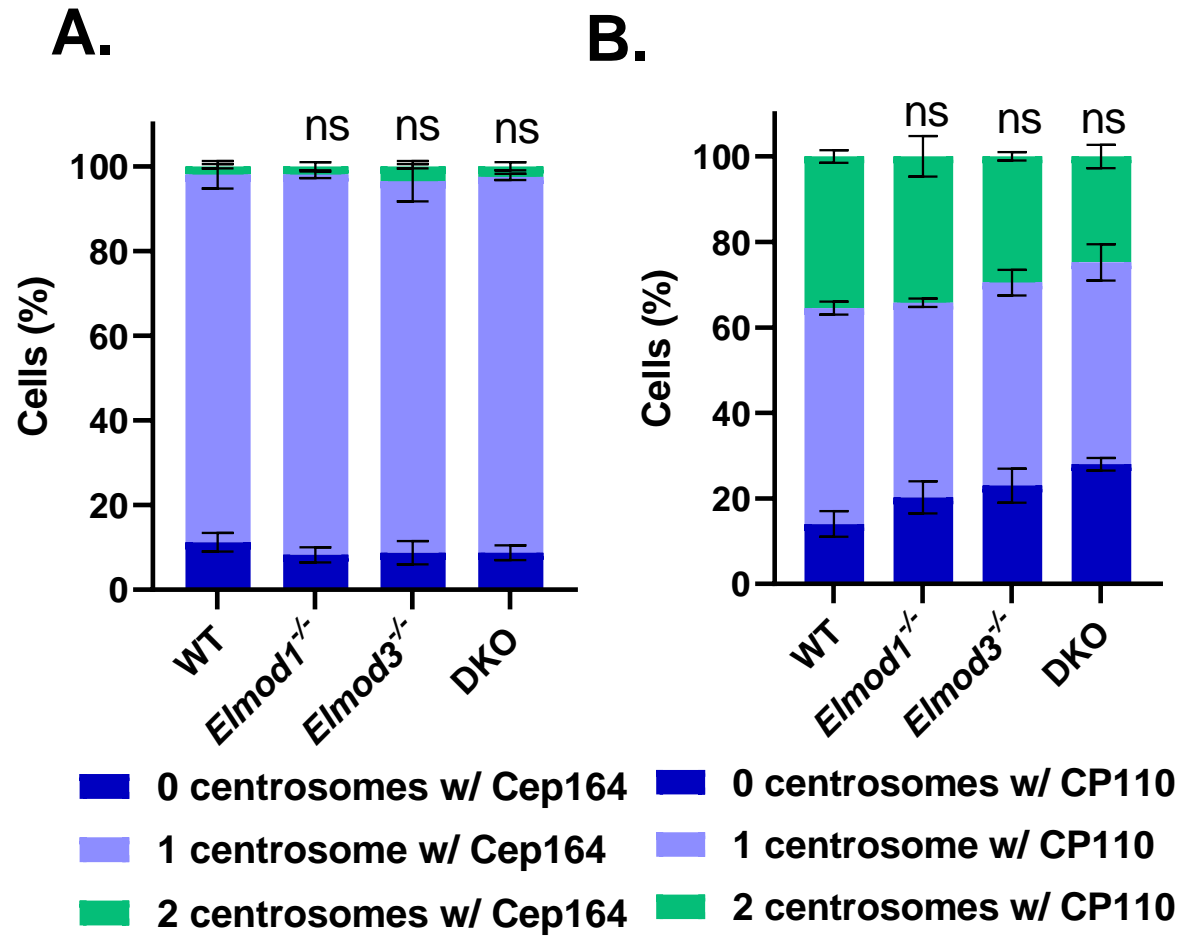 A.
B.
ns ns ns
ns ns ns
Cells (%)
100
80
60
40
20
0
WT
Elmod1-/-
Elmod3-/-
DKO
Cells (%)
100
80
60
40
20
0
WT
Elmod1-/-
Elmod3-/-
DKO
0 centrosomes w/ Cep164
1 centrosome w/ Cep164
2 centrosomes w/ Cep164
0 centrosomes w/ CP110
1 centrosome w/ CP110
2 centrosomes w/ CP110